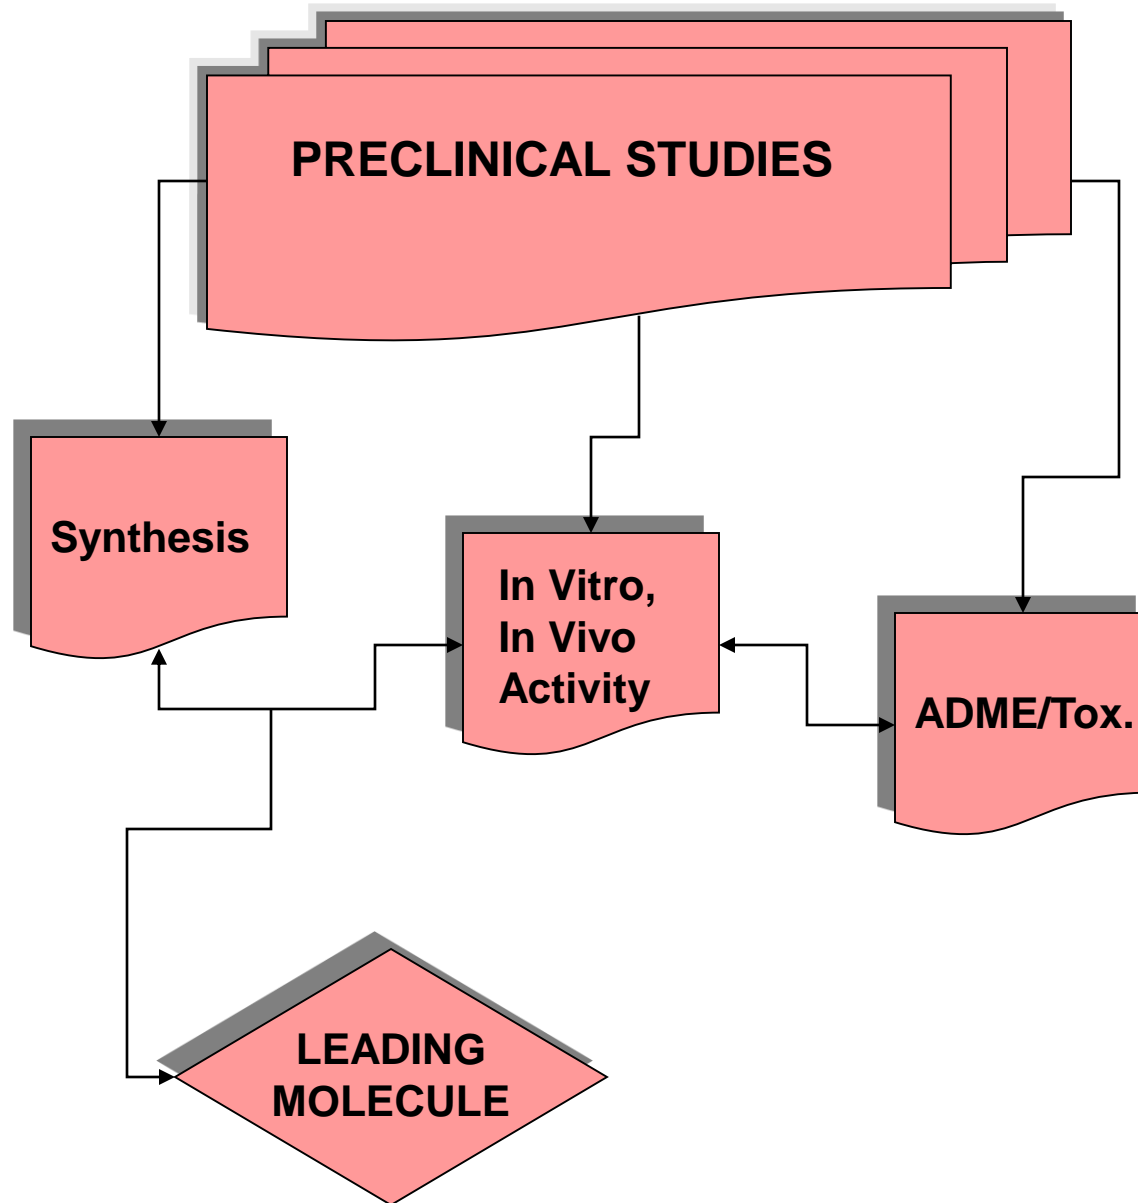 PRECLINICAL STUDIES
Synthesis
In Vitro,
In Vivo
Activity
ADME/Tox.
LEADING
MOLECULE